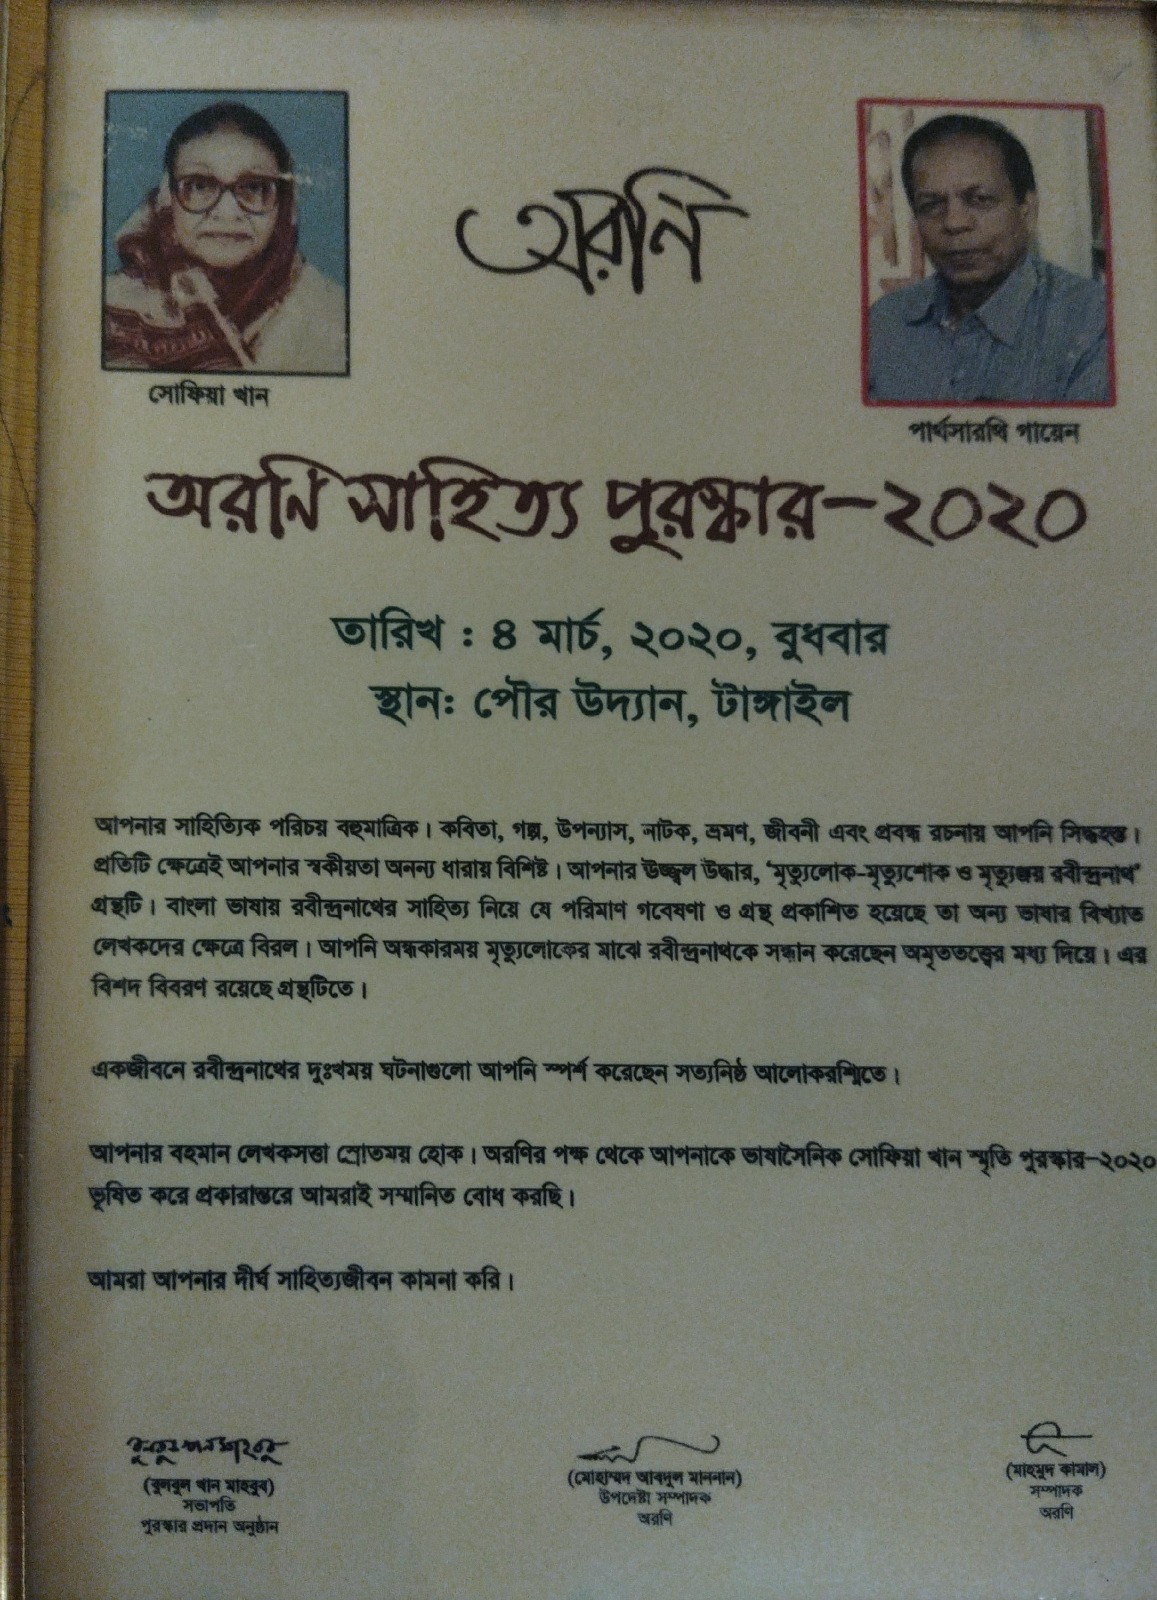 অরনি
সোফিয়া খান
পার্থসারথি গায়েন
অরনি সাহিত্য পুরস্কার-২০২০
তারিখ : ৪ মার্চ, ২০২০, বুধবার
স্থান: পৌর উদ্যান, টাঙ্গাইল
আপনার সাহিত্যিক পরিচয় বহুমাত্রিক। কবিতা, গল্প, উপন্যাস, নাটক, ভ্রমণ, জীবনী এবং প্রবন্ধ রচনায় আপনি সিদ্ধহস্ত।
প্রতিটি ক্ষেত্রেই আপনার স্বকীয়তা অনন্য ধারায় বিশিষ্ট। আপনার উজ্জ্বল উদ্ধার, ‘মৃত্যুলোক-মৃত্যুশোক ও মৃত্যুঞ্জয় রবীন্দ্রনাথ’
গ্রন্থটি। বাংলা ভাষায় রবীন্দ্রনাথের সাহিত্য নিয়ে যে পরিমাণ গবেষণা ও গ্রন্থ প্রকাশিত হয়েছে তা অন্য ভাষার বিখ্যাত
লেখকদের ক্ষেত্রে বিরল। আপনি অন্ধকারময় মৃত্যুলোকের মাঝে রবীন্দ্রনাথকে সন্ধান করেছেন অমৃততত্ত্বের মধ্য দিয়ে। এর
বিশদ বিবরণ রয়েছে গ্রন্থটিতে।
একজীবনে রবীন্দ্রনাথের দুঃখময় ঘটনাগুলো আপনি স্পর্শ করেছেন সত্যনিষ্ঠ আলোকরশ্মিতে।
আপনার বহমান লেখকসত্তা স্রোতময় হোক। অরণির পক্ষ থেকে আপনাকে ভাষাসৈনিক সোফিয়া খান স্মৃতি পুরস্কার-২০২০
ভূষিত করে প্রকারান্তরে আমরাই সম্মানিত বোধ করছি।
আমরা আপনার দীর্ঘ সাহিত্যজীবন কামনা করি।
(বুলবুল খান মাহবুব)
সভাপতি
পুরস্কার প্রদান অনুষ্ঠান
(মোহাম্মদ আবদুল মাননান)
উপদেষ্টা সম্পাদক
অরণি
(মাহমুদ কামাল)
সম্পাদক
অরণি